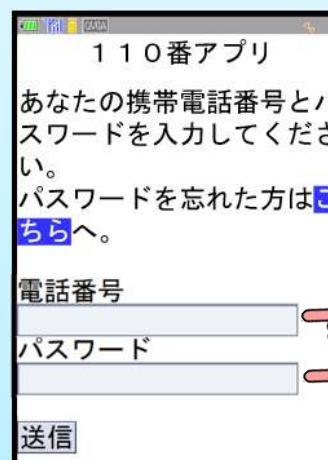 110番アプリ
あなたの携帯電話番号とパ
スワードを入力してくださ
い。
パスワードを忘れた方はこ
ちらへ。
電話番号
パスワード
送信